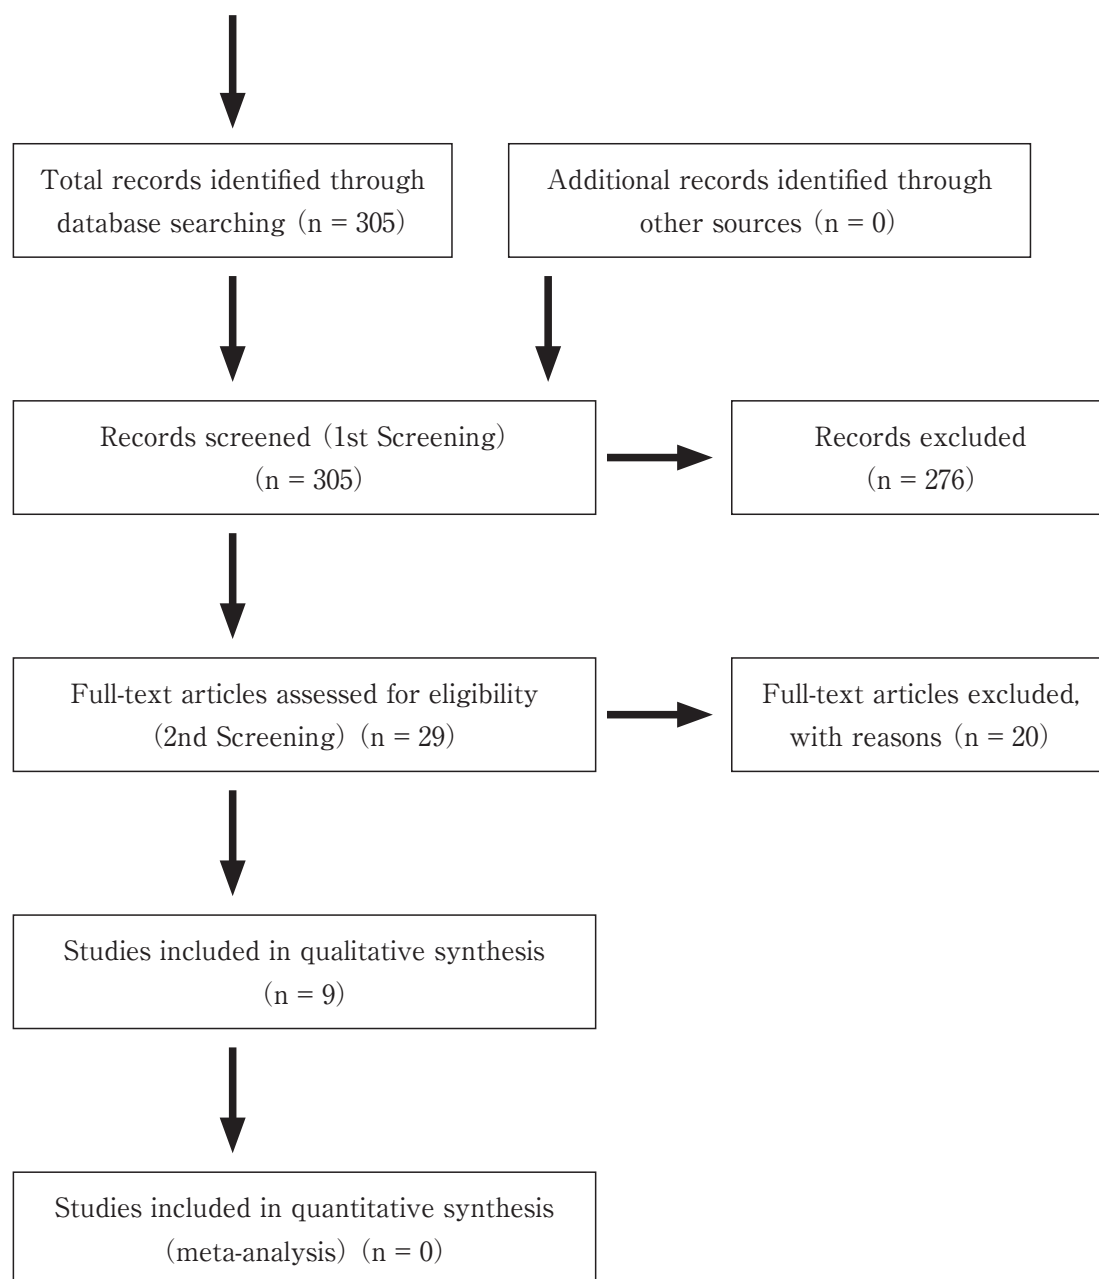 Total records identified through
database searching (n = 305)
Additional records identified through
other sources (n = 0)
Records screened (1st Screening)
(n = 305)
Records excluded
(n = 276)
Full-text articles assessed for eligibility
(2nd Screening) (n = 29)
Full-text articles excluded,
with reasons (n = 20)
Studies included in qualitative synthesis
(n = 9)
Studies included in quantitative synthesis
(meta-analysis) (n = 0)